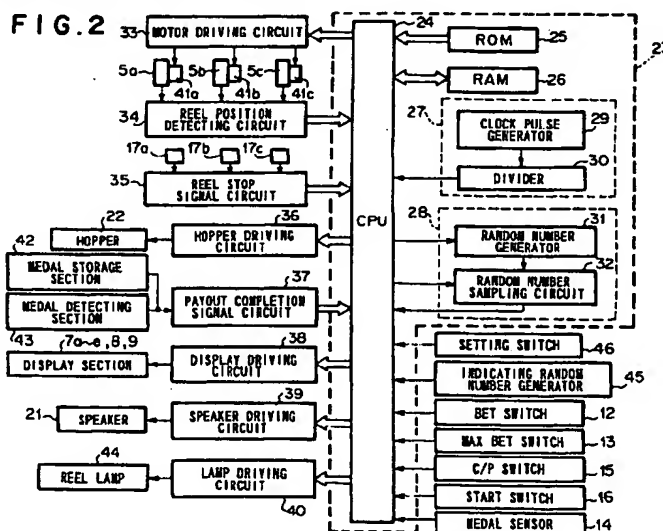 FIG.2
33
MOTOR DRIVING CIRCUIT
5a
5b
5c
41a
41b
41c
34
REEL POSITION
DETECTING CIRCUIT
17a
17b
17c
35
REEL STOP
SIGNAL CIRCUIT
22
HOPPER
36
HOPPER DRIVING
CIRCUIT
42
MEDAL STORAGE
SECTION
MEDAL DETECTING
SECTION
43
37
PAYOUT COMPLETION
SIGNAL CIRCUIT
7a~e,8,9
DISPLAY SECTION
38
DISPLAY DRIVING
CIRCUIT
21
SPEAKER
39
SPEAKER DRIVING
CIRCUIT
44
REEL LAMP
LAMP DRIVING
CIRCUIT
40
24
CPU
ROM
25
RAM
26
27
CLOCK PULSE
GENERATOR
29
DIVIDER
30
28
RANDOM NUMBER
GENERATOR
31
RANDOM NUMBER
SAMPLING CIRCUIT
32
SETTING SWITCH
46
INDICATING RANDOM
NUMBER GENERATOR
45
BET SWITCH
12
MAX BET SWITCH
13
C/P SWITCH
15
START SWITCH
16
MEDAL SENSOR
14